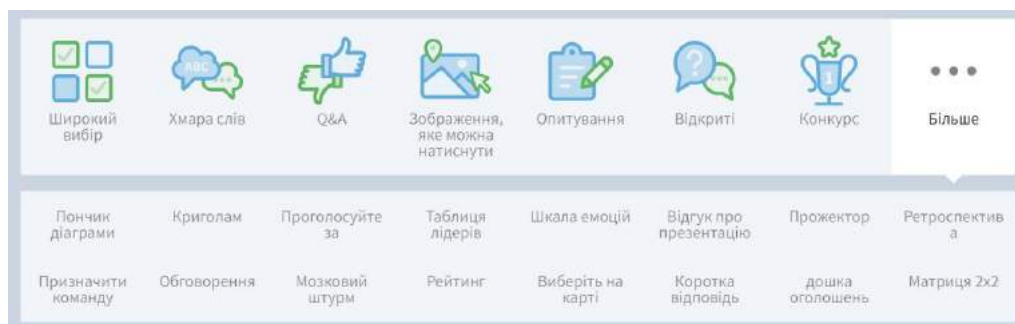 ABC
?
1
Широкий
вибір
Хмара слів
Q&A
Зображення,
яке можна
натиснути
Опитування
Відкриті
Конкурс
Більше
Пончик
діаграми
Криголам
Проголосуйте
за
Таблиця
лідерів
Шкала емоцій
Відгук про
презентацію
Прожектор
Ретроспектив
а
Призначити
команду
Обговорення
Мозковий
штурм
Рейтинг
Виберіть на
карті
Коротка
відповідь
дошка
оголошень
Матриця 2x2